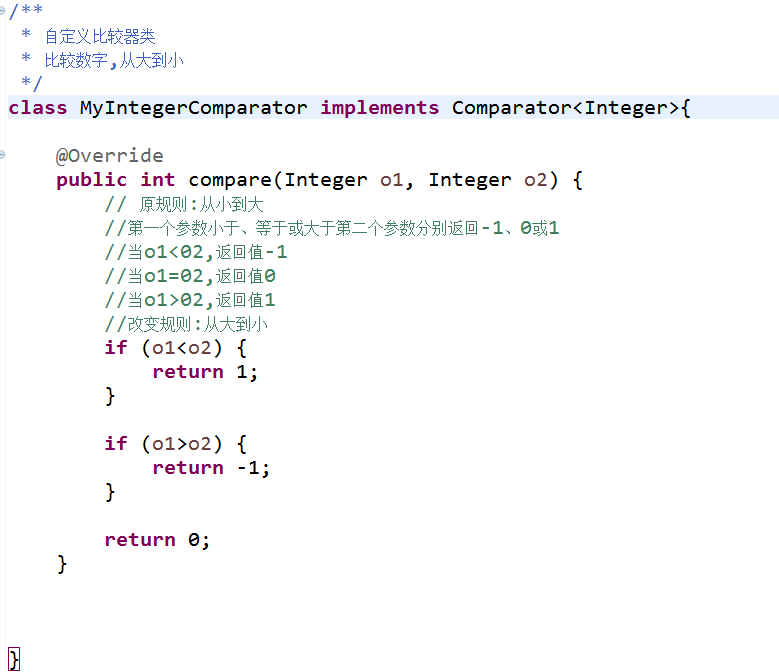 /**
 * 自定义比较器类
 * 比较数字,从大到小
 */
class MyIntegerComparator implements Comparator<Integer>{
    @Override
    public int compare(Integer o1, Integer o2) {
        // 原规则:从小到大
        //第一个参数小于、等于或大于第二个参数分别返回-1、0或1
        //当o1<02,返回值-1
        //当o1=02,返回值0
        //当o1>02,返回值1
        //改变规则:从大到小
        if (o1<o2) {
            return 1;
        }
        if (o1>o2) {
            return -1;
        }
        return 0;
    }
}